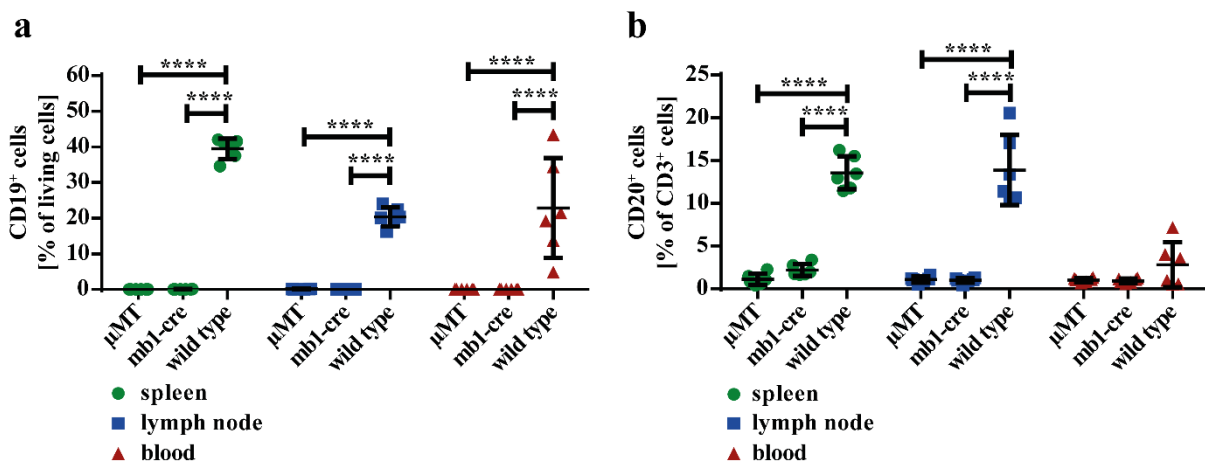 a
CD19⁺ cells
[% of living cells]
60
50
40
30
20
10
0
****
****
****
****
****
****
µMT
mb1-cre
wild type
µMT
mb1-cre
wild type
µMT
mb1-cre
wild type
spleen
lymph node
blood
b
CD20⁺ cells
[% of CD3⁺ cells]
25
20
15
10
5
0
****
****
****
****
µMT
mb1-cre
wild type
µMT
mb1-cre
wild type
µMT
mb1-cre
wild type
spleen
lymph node
blood